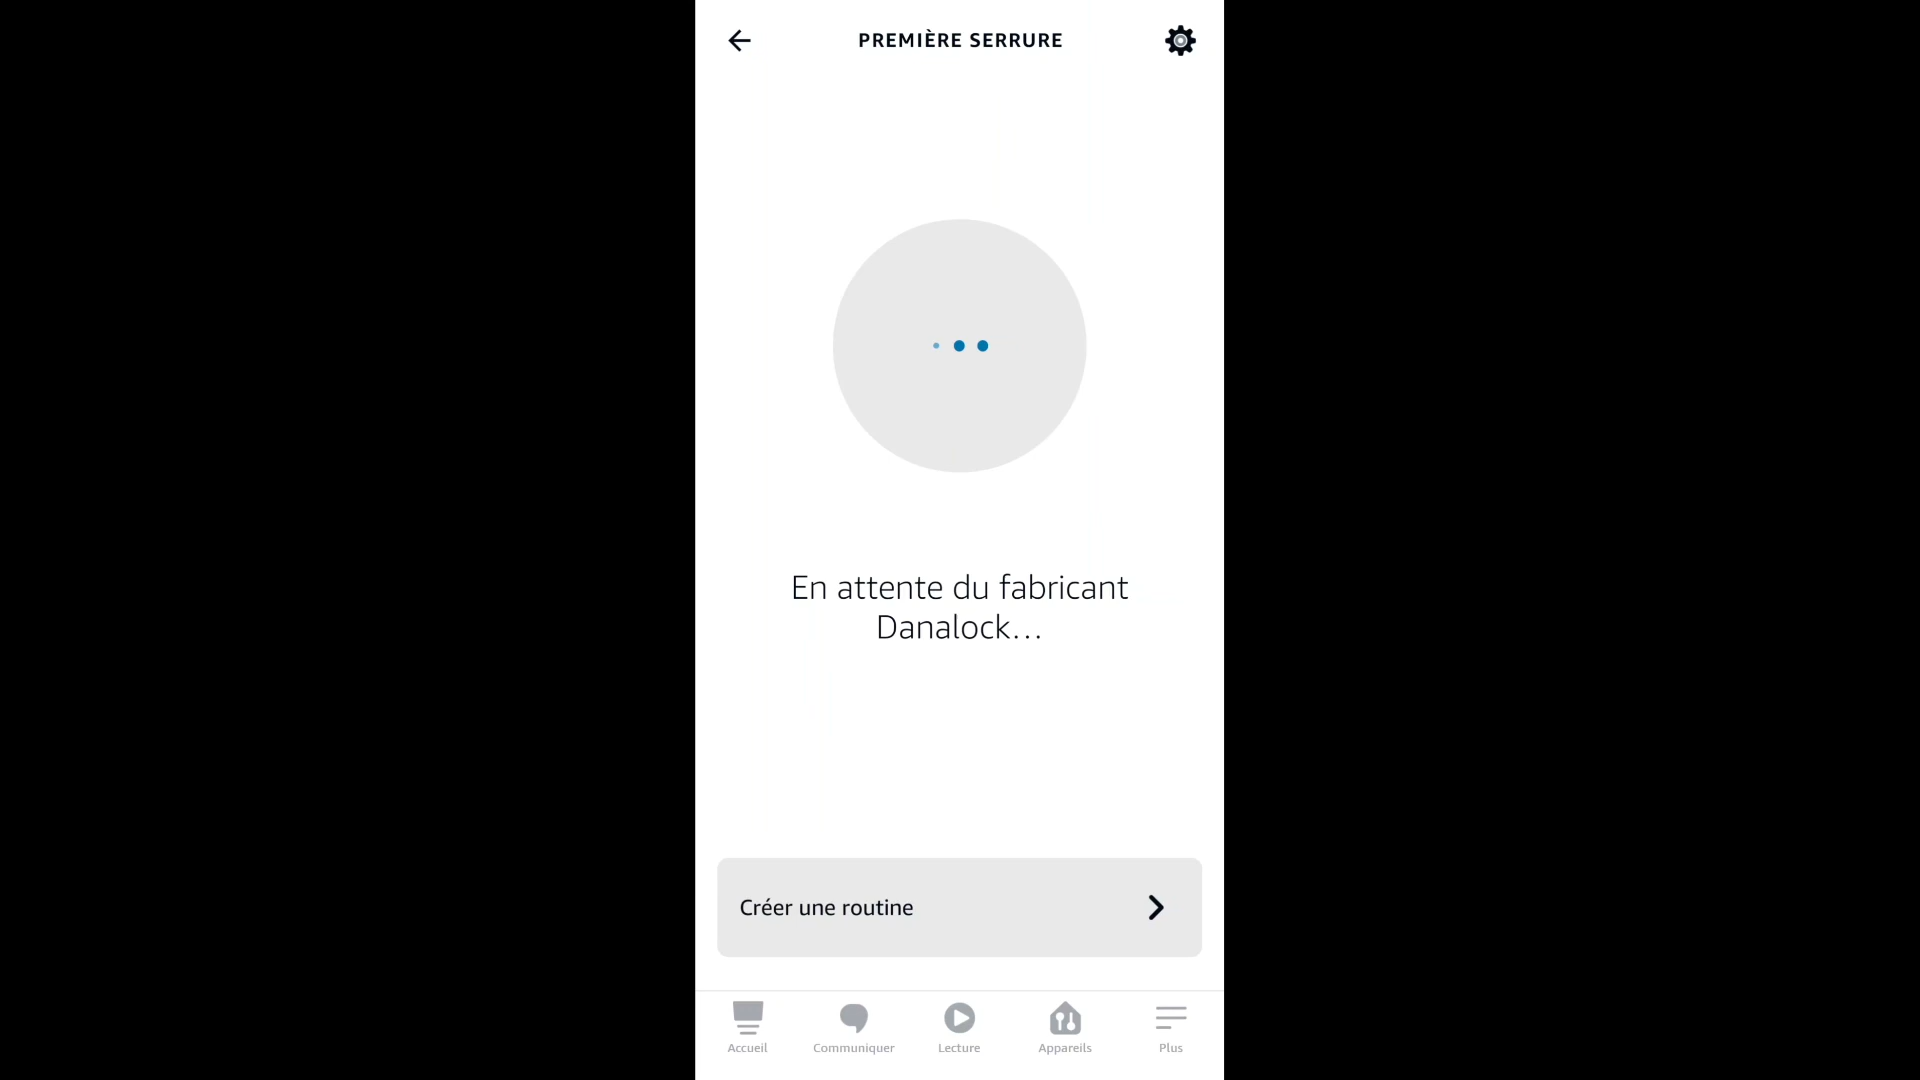 PREMIÈRE SERRURE
En attente du fabricant
Danalock...
Créer une routine
Accueil
Communiquer
Lecture
Appareils
Plus